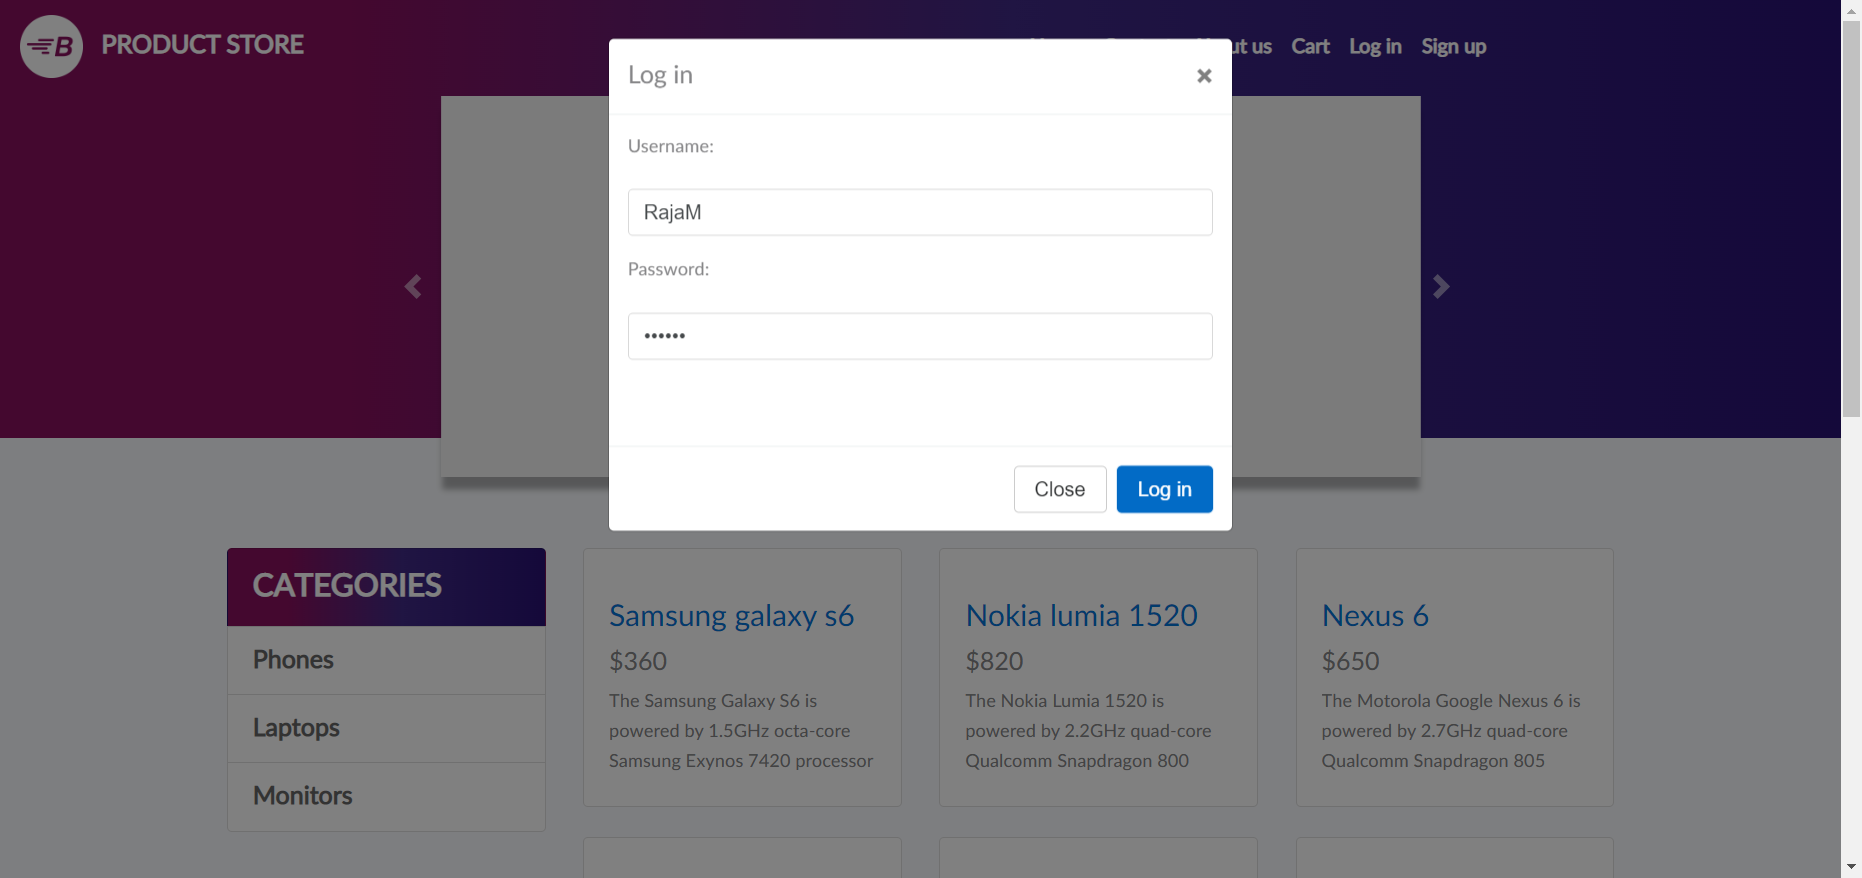 B PRODUCT STORE
ut us Cart Log in Sign up
Log in ×
Username:
RajaM
Password:
••••••
Close Log in
CATEGORIES
Phones
Laptops
Monitors
Samsung galaxy s6
$360
The Samsung Galaxy S6 is
powered by 1.5GHz octa-core
Samsung Exynos 7420 processor
Nokia lumia 1520
$820
The Nokia Lumia 1520 is
powered by 2.2GHz quad-core
Qualcomm Snapdragon 800
Nexus 6
$650
The Motorola Google Nexus 6 is
powered by 2.7GHz quad-core
Qualcomm Snapdragon 805